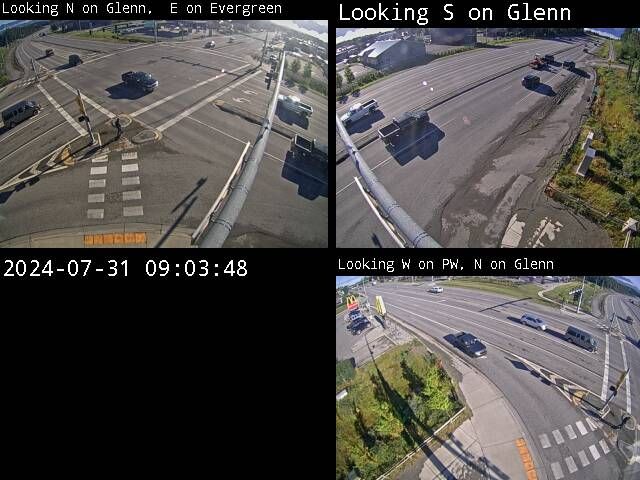 Looking N on Glenn, E on Evergreen
Looking S on Glenn
2024-07-31 09:03:48
Looking W on PW, N on Glenn